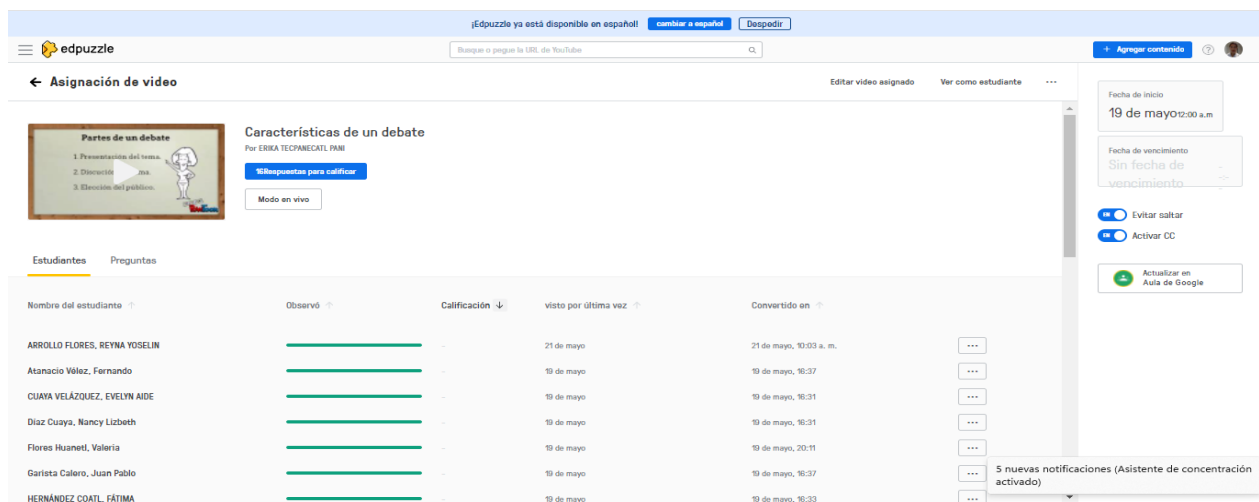 ¡Edpuzzle ya está disponible en español! cambiar a español Despedir
edpuzzle
Busque o pegue la URL de YouTube
+ Agregar contenido
← Asignación de video
Editar video asignado Ver como estudiante ...
Fecha de inicio
19 de mayo 12:00 a.m
Partes de un debate
1. Presentación del tema.
2. Discusión
3. Elección del público.
Características de un debate
Por ERIKA TECPANECATL PANI
16Respuestas para calificar
Modo en vivo
Fecha de vencimiento
Sin fecha de
vencimiento
Evitar saltar
Activar CC
Actualizar en
Aula de Google
Estudiantes Preguntas
Nombre del estudiante ↑ Observó ↑ Calificación ↓ visto por última vez ↑ Convertido en ↑
ARROLLO FLORES, REYNA YOSELIN – 21 de mayo 21 de mayo, 10:03 a. m. ...
Atanacio Vélez, Fernando – 19 de mayo 19 de mayo, 16:37 ...
CUAYA VELÁZQUEZ, EVELYN AIDE – 19 de mayo 19 de mayo, 16:31 ...
Diaz Cuaya, Nancy Lizbeth – 19 de mayo 19 de mayo, 16:31 ...
Flores Huanetl, Valeria – 19 de mayo 19 de mayo, 20:11 ...
Garista Calero, Juan Pablo – 19 de mayo 19 de mayo, 16:37 ...
HERNÁNDEZ COATL, FÁTIMA – 19 de mayo 19 de mayo, 16:33 ...
5 nuevas notificaciones (Asistente de concentración
activado)